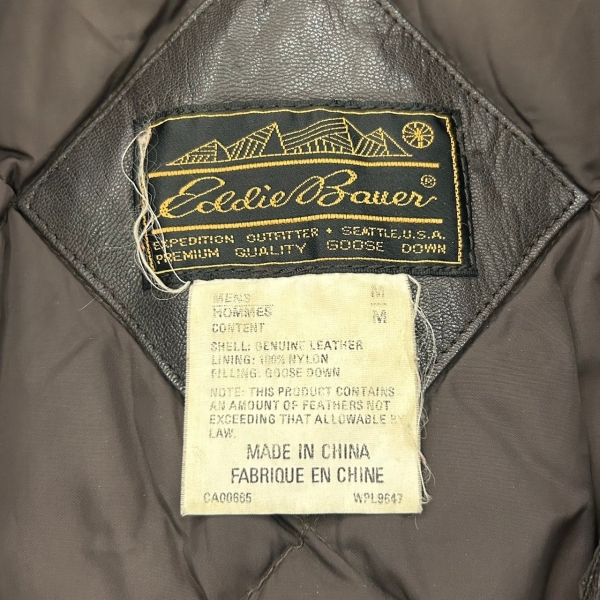 Eddie Bauer®
EXPEDITION OUTFITTER • SEATTLE, U.S.A.
PREMIUM QUALITY GOOSE DOWN
MENS M
HOMMES M
CONTENT
SHELL: GENUINE LEATHER
LINING: 100% NYLON
FILLING: GOOSE DOWN
NOTE: THIS PRODUCT CONTAINS
AN AMOUNT OF FEATHERS NOT
EXCEEDING THAT ALLOWABLE BY
LAW.
MADE IN CHINA
FABRIQUE EN CHINE
CA00665 WPL9647